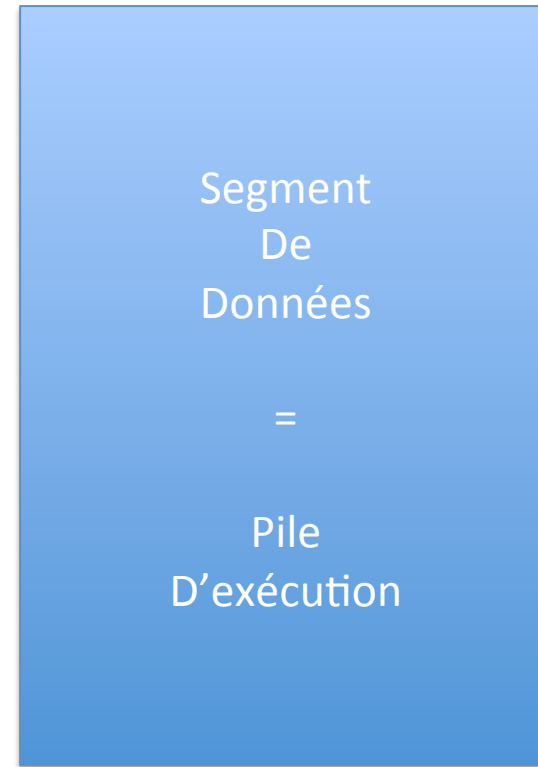 Segment
De
Données
=
Pile
D’exécution